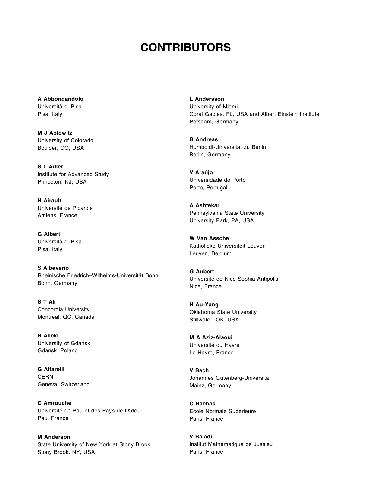 CONTRIBUTORS
A Abbondandolo
Università di Pisa
Pisa, Italy
M J Ablowitz
University of Colorado
Boulder, CO, USA
S L Adler
Institute for Advanced Study
Princeton, NJ, USA
H Airault
Université de Picardie
Amiens, France
G Alberti
Università di Pisa
Pisa, Italy
S Albeverio
Rheinische Friedrich–Wilhelms-Universität Bonn
Bonn, Germany
S T Ali
Concordia University
Montreal, QC, Canada
R Alicki
University of Gdansk
Gdansk, Poland
G Altarelli
CERN
Geneva, Switzerland
C Amrouche
Université de Pau et des Pays de l'Adour
Pau, France
M Anderson
State University of New York at Stony Brook
Stony Brook, NY, USA
L Andersson
University of Miami
Coral Gables, FL, USA and Albert Einstein Institute
Potsdam, Germany
B Andreas
Humboldt-Universität zu Berlin
Berlin, Germany
V Araújo
Universidade do Porto
Porto, Portugal
A Ashtekar
Pennsylvania State University
University Park, PA, USA
W Van Assche
Katholieke Universiteit Leuven
Leuven, Belgium
G Aubert
Université de Nice Sophia Antipolis
Nice, France
H Au-Yang
Oklahoma State University
Stillwater, OK, USA
M A Aziz-Alaoui
Université du Havre
Le Havre, France
V Bach
Johannes Gutenberg-Universität
Mainz, Germany
C Bachas
Ecole Normale Supérieure
Paris, France
V Baladi
Institut Mathématique de Jussieu
Paris, France